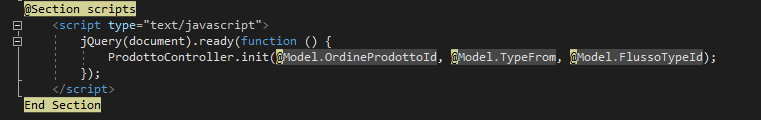 @Section scripts
<script type="text/javascript">
jQuery(document).ready(function () {
ProdottoController.init(@Model.OrdineProdottoId, @Model.TypeFrom, @Model.FlussoTypeId);
});
</script>
End Section